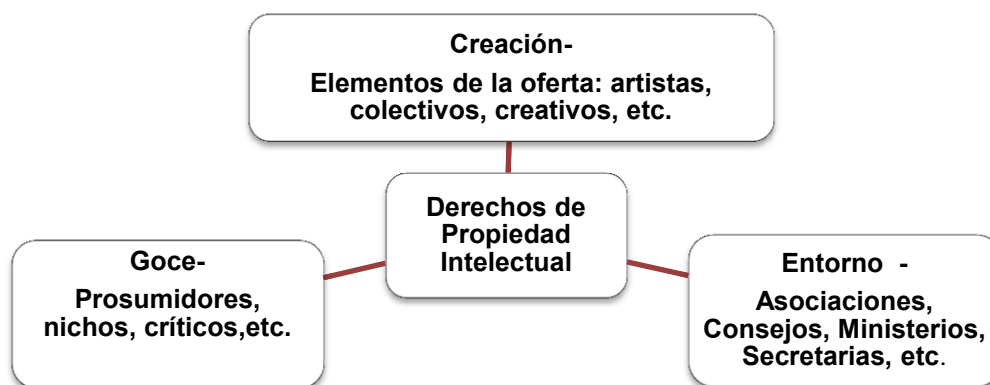 Creación-
Elementos de la oferta: artistas,
colectivos, creativos, etc.
Derechos de
Propiedad
Intelectual
Goce-
Prosumidores,
nichos, críticos,etc.
Entorno -
Asociaciones,
Consejos, Ministerios,
Secretarias, etc.